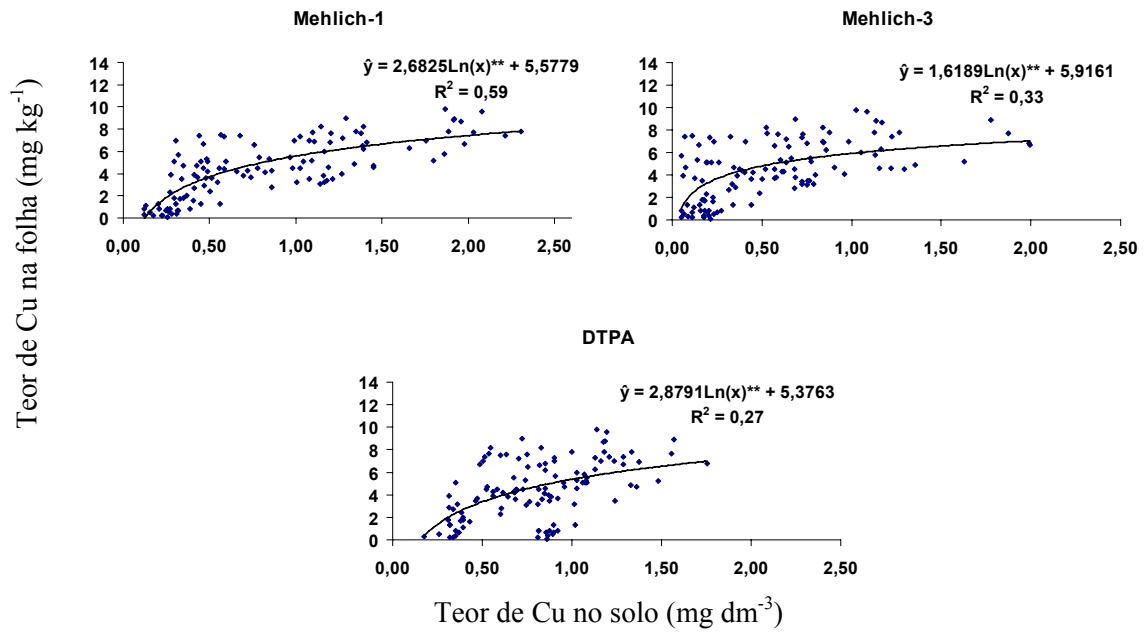 Mehlich-1
Mehlich-3
Teor de Cu na folha (mg kg-1)
14
12
10
8
6
4
2
0
ŷ = 2,6825Ln(x)** + 5,5779
R2 = 0,59
0,00 0,50 1,00 1,50 2,00 2,50
14
12
10
8
6
4
2
0
ŷ = 1,6189Ln(x)** + 5,9161
R2 = 0,33
0,00 0,50 1,00 1,50 2,00 2,50
DTPA
14
12
10
8
6
4
2
0
ŷ = 2,8791Ln(x)** + 5,3763
R2 = 0,27
0,00 0,50 1,00 1,50 2,00 2,50
Teor de Cu no solo (mg dm-3)